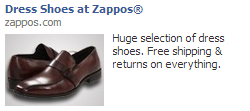 Dress Shoes at Zappos®
zappos.com
Huge selection of dress
shoes. Free shipping &
returns on everything.